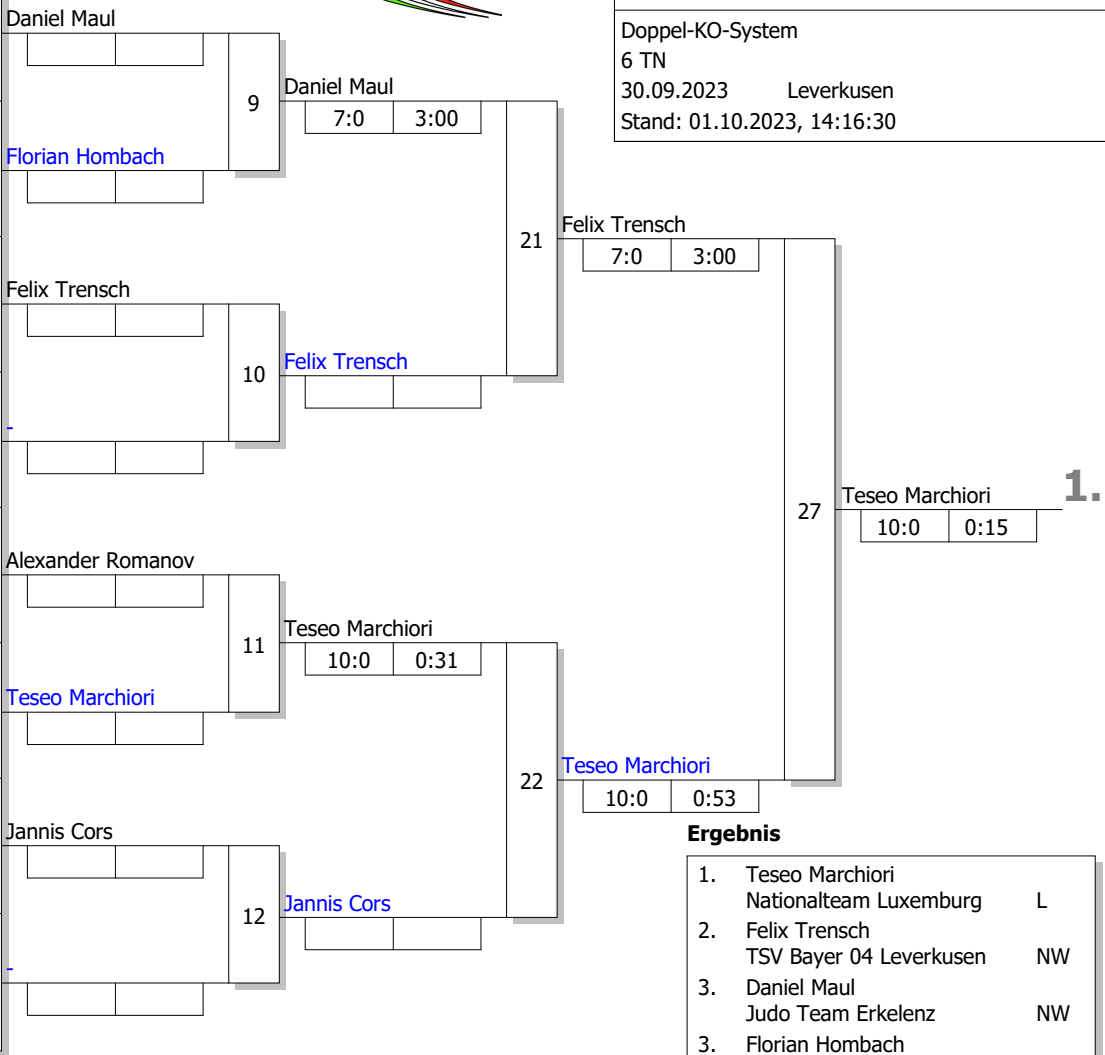 Doppel-KO-System
6 TN
30.09.2023 Leverkusen
Stand: 01.10.2023, 14:16:30
Daniel Maul
9
Florian Hombach
Daniel Maul
7:0 3:00
21
Felix Trensch
10
-
Felix Trensch
Felix Trensch
7:0 3:00
27
Teseo Marchiori
10:0 0:15
1.
Alexander Romanov
11
Teseo Marchiori
Teseo Marchiori
10:0 0:31
22
Jannis Cors
12
-
Jannis Cors
Teseo Marchiori
10:0 0:53
Ergebnis
1. Teseo Marchiori
Nationalteam Luxemburg L
2. Felix Trensch
TSV Bayer 04 Leverkusen NW
3. Daniel Maul
Judo Team Erkelenz NW
3. Florian Hombach